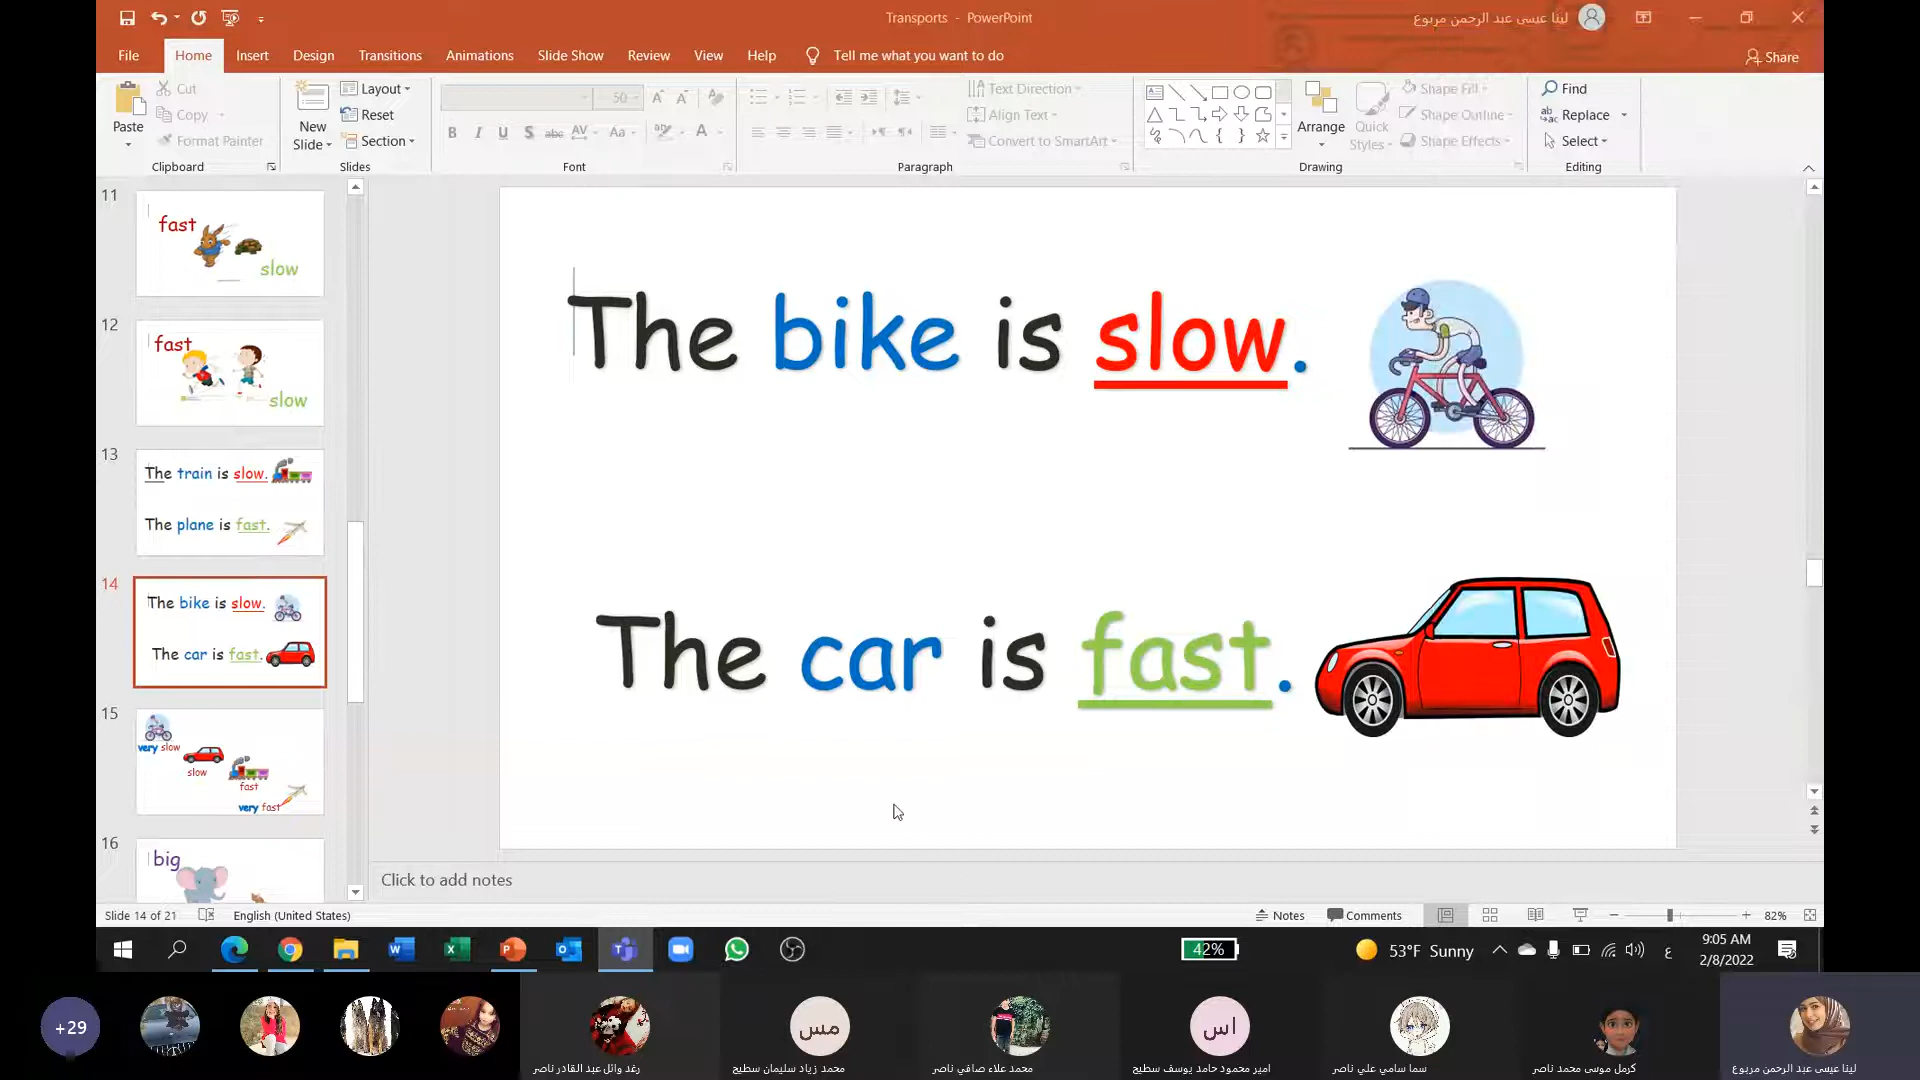 Transports - PowerPoint
لينا عيسى عبد الرحمن مربوع
File Home Insert Design Transitions Animations Slide Show Review View Help Tell me what you want to do Share
Paste
Cut
Copy
Format Painter
Clipboard
New Slide
Layout
Reset
Section
Slides
50
Font
Text Direction
Align Text
Convert to SmartArt
Paragraph
Arrange
Quick Styles
Shape Fill
Shape Outline
Shape Effects
Drawing
Find
Replace
Select
Editing
11
fast
slow
12
fast
slow
13
The train is slow.
The plane is fast.
14
The bike is slow.
The car is fast.
15
very slow
slow
fast
very fast
16
big
The bike is slow.
The car is fast.
Click to add notes
Slide 14 of 21 English (United States) Notes Comments 82%
42% 53°F Sunny ع 9:05 AM
2/8/2022
+29
مس
اس
رغد وائل عبد القادر ناصر
محمد زياد سليمان سطيح
محمد علاء صافي ناصر
امير محمود حامد يوسف سطيح
سما سامي علي ناصر
كرمل موسى محمد ناصر
لينا عيسى عبد الرحمن مربوع